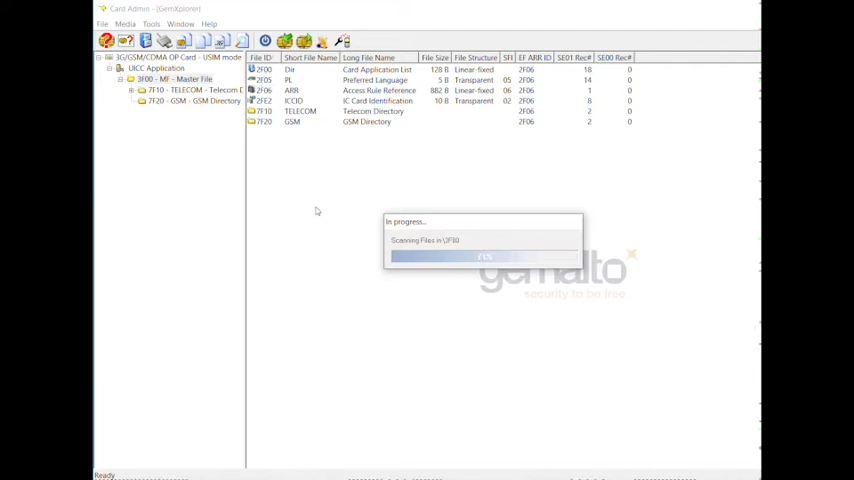 Card Admin - (GemXplorer)
File Media Tools Window Help
3G/GSM/CDMA OP Card - USIM mode
UICC Application
3F00 - MF - Master File
7F10 - TELECOM - Telecom D
7F20 - GSM - GSM Directory
File ID Short File Name Long File Name File Size File Structure SFI EF ARR ID SE01 Rec# SE00 Rec#
2F00 Dir Card Application List 128 B Linear-fixed 2F06 18 0
2F05 PL Preferred Language 5 B Transparent 05 2F06 14 0
2F06 ARR Access Rule Reference 882 B Linear-fixed 06 2F06 1 0
2FE2 ICCID IC Card Identification 10 B Transparent 02 2F06 8 0
7F10 TELECOM Telecom Directory 2F06 2 0
7F20 GSM GSM Directory 2F06 2 0
In progress...
Scanning Files in
gemalto
security to be free
Ready